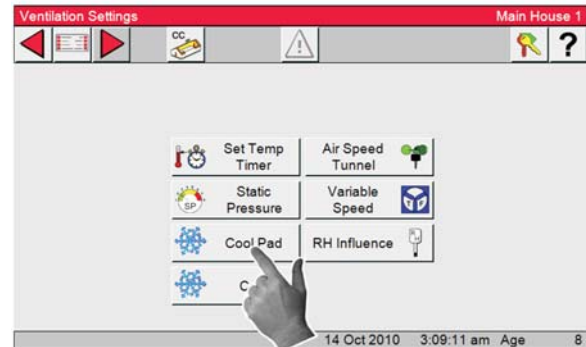 Ventilation Settings Main House 1
CC
?
Set Temp
Timer
Air Speed
Tunnel
SP
Static
Pressure
Variable
Speed
Cool Pad
RH Influence
C
14 Oct 2010 3:09:11 am Age 8